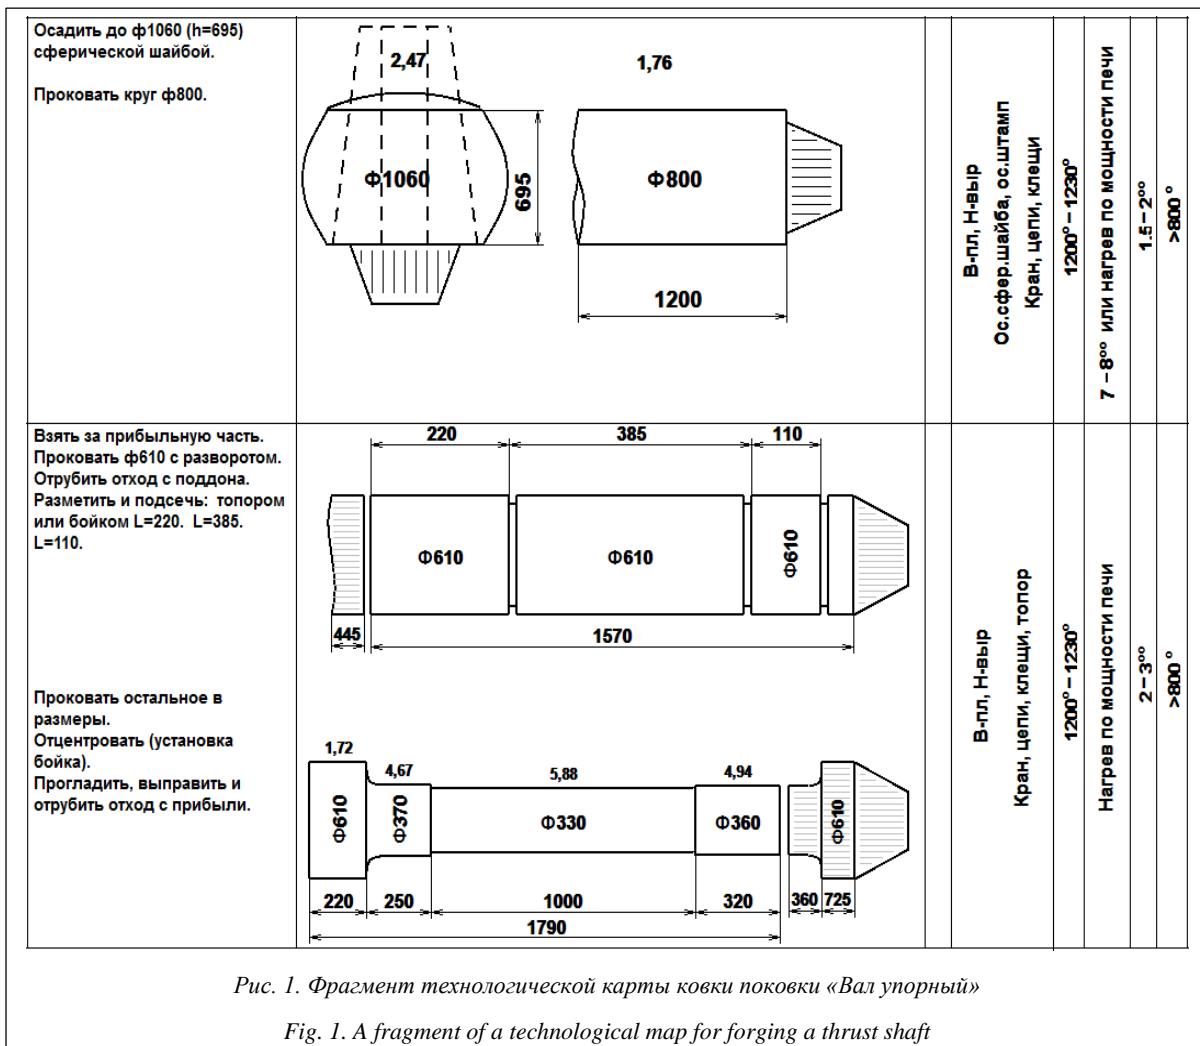 Осадить до ф1060 (h=695)
сферической шайбой.
Проковать круг ф800.
2,47
Ф1060
695
1,76
Ф800
1200
В-пл, Н-выр
Ос.сфер.шайба, ос.штамп
Кран, цепи, клещи
1200°–1230°
7 –8°° или нагрев по мощности печи
1.5–2°°
>800 °
Взять за прибыльную часть.
Проковать ф610 с разворотом.
Отрубить отход с поддона.
Разметить и подсечь: топором
или бойком L=220. L=385.
L=110.
220
385
110
Ф610
Ф610
Ф610
445
1570
Проковать остальное в
размеры.
Отцентровать (установка
бойка).
Прогладить, выправить и
отрубить отход с прибыли.
1,72
4,67
5,88
4,94
Ф610
Ф370
Ф330
Ф360
Ф610
220
250
1000
320
360
725
1790
В-пл, Н-выр
Кран, цепи, клещи, топор
1200°–1230°
Нагрев по мощности печи
2–3°°
>800 °
Рис. 1. Фрагмент технологической карты ковки поковки «Вал упорный»
Fig. 1. A fragment of a technological map for forging a thrust shaft